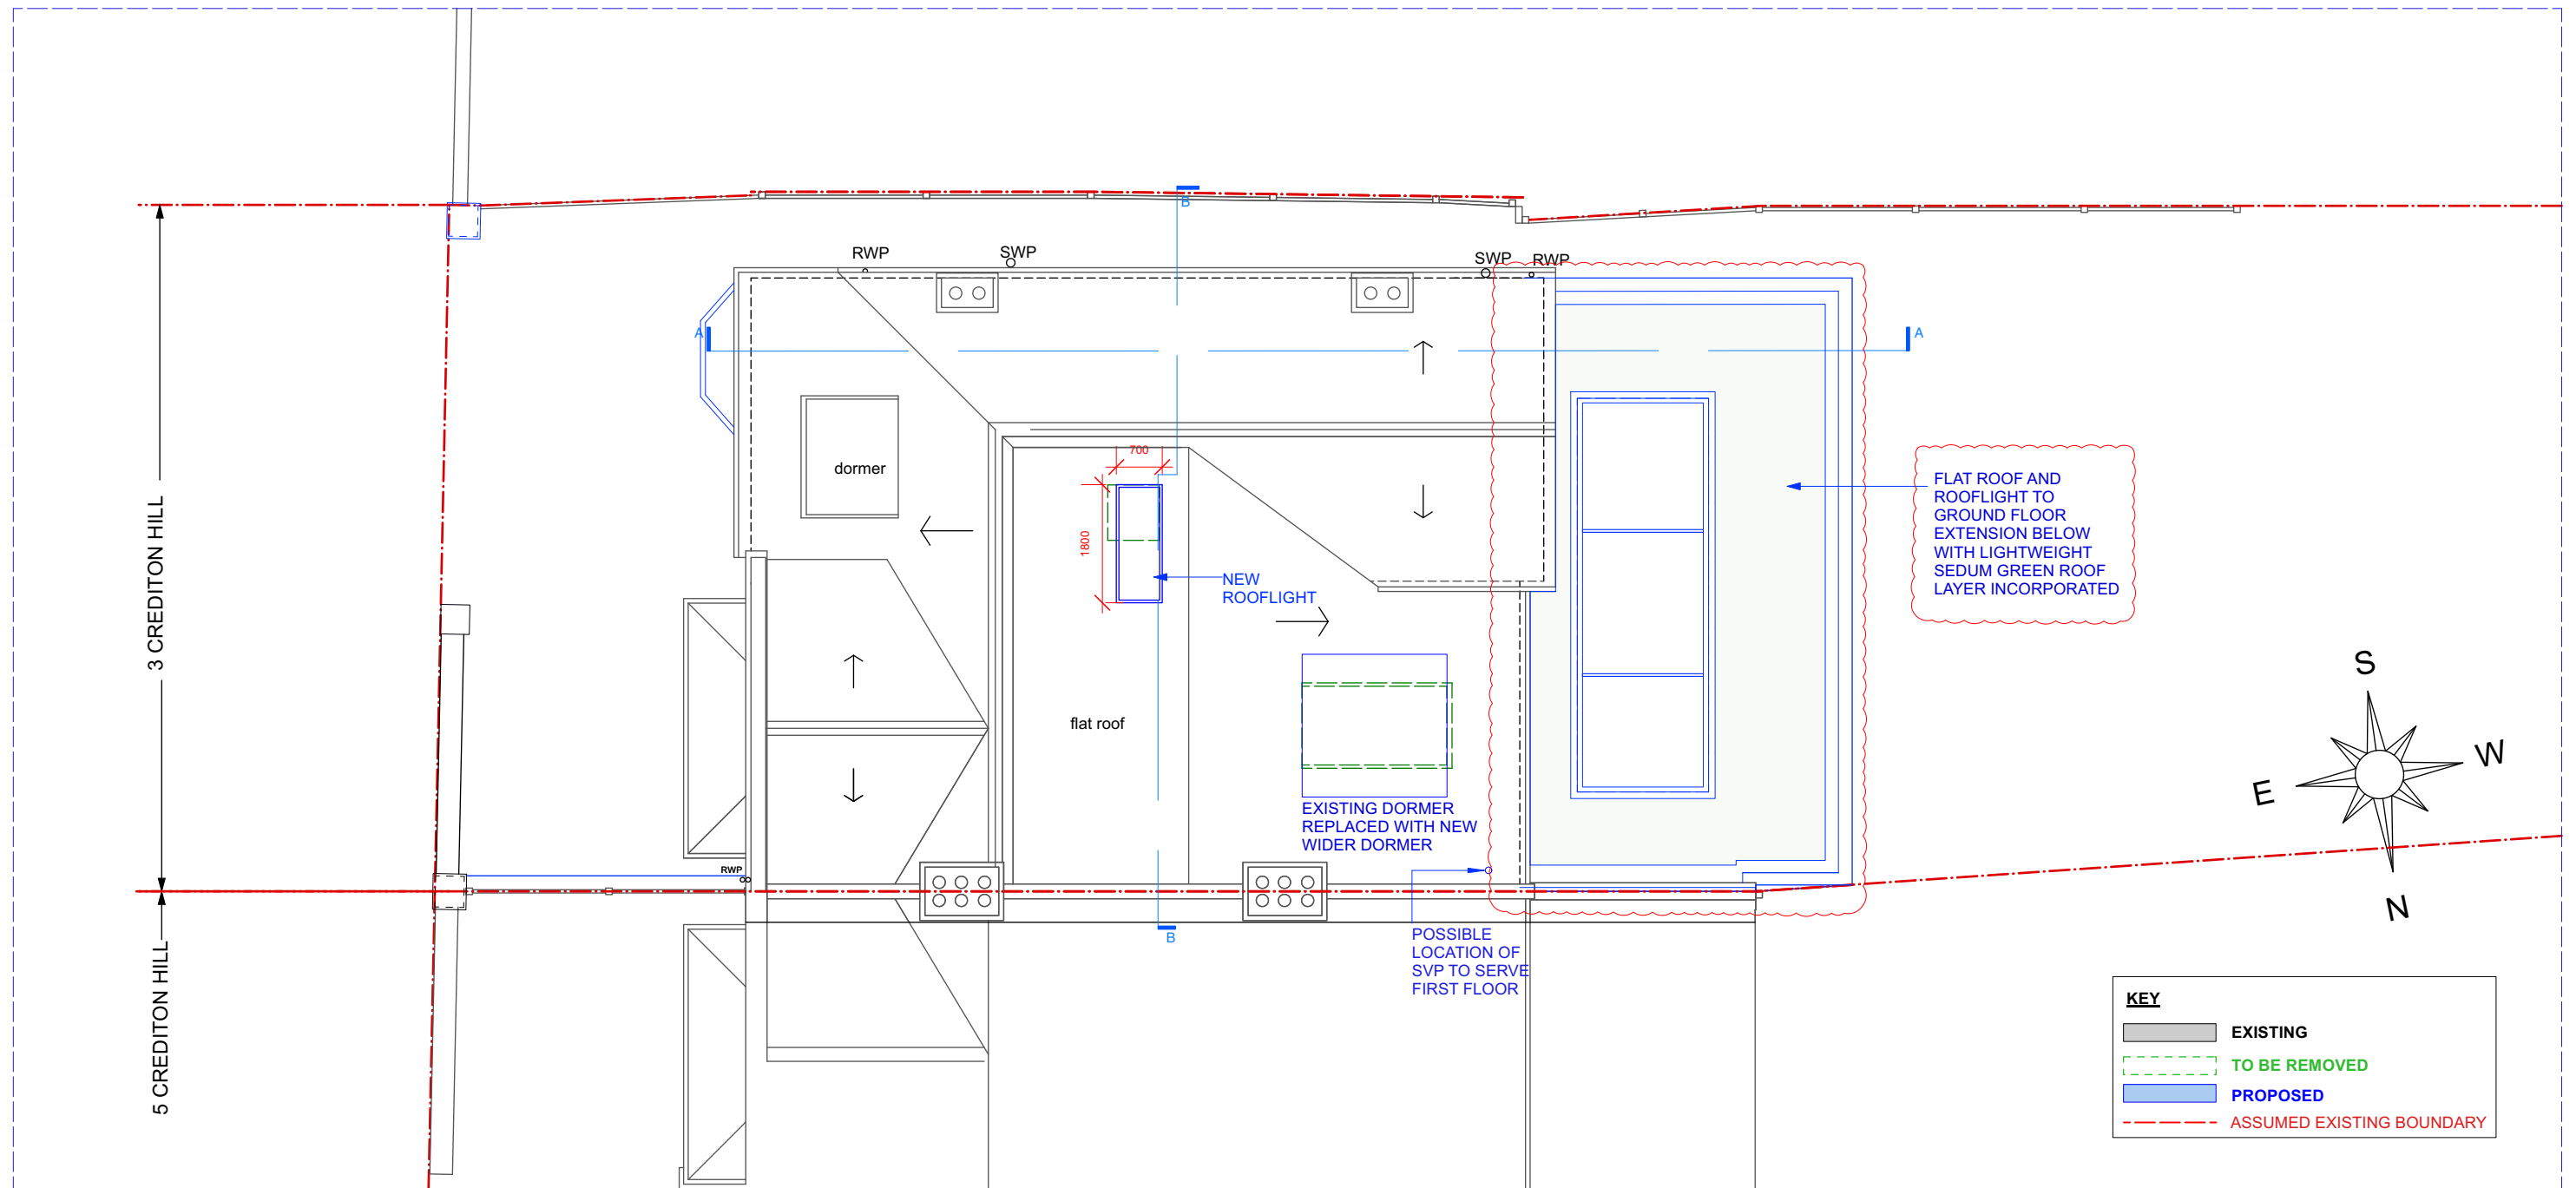 B
RWP
SWP
SWP
RWP
A
A
dormer
700
1800
NEW
ROOFLIGHT
flat roof
FLAT ROOF AND
ROOFLIGHT TO
GROUND FLOOR
EXTENSION BELOW
WITH LIGHTWEIGHT
SEDUM GREEN ROOF
LAYER INCORPORATED
3 CREDITON HILL
5 CREDITON HILL
EXISTING DORMER
REPLACED WITH NEW
WIDER DORMER
RWP
B
POSSIBLE
LOCATION OF
SVP TO SERVE
FIRST FLOOR
S
W
E
N
KEY
EXISTING
TO BE REMOVED
PROPOSED
ASSUMED EXISTING BOUNDARY